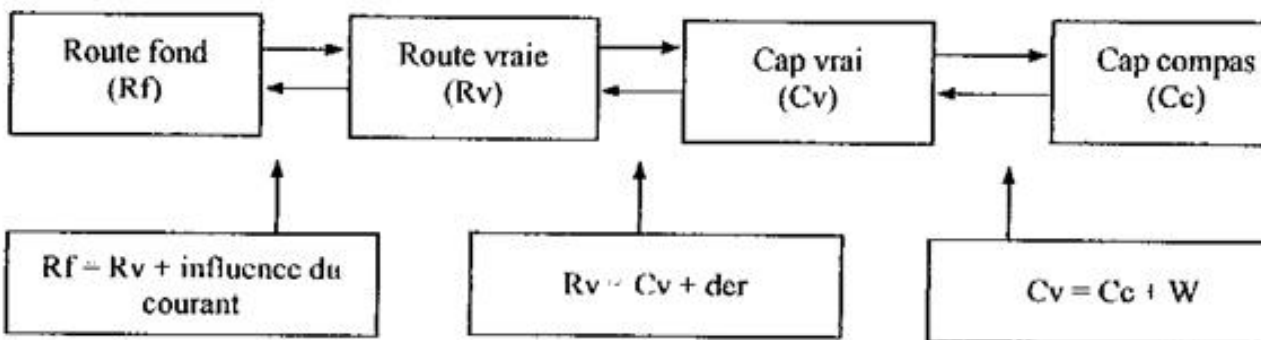 Route fond
(Rf)
Route vraie
(Rv)
Cap vrai
(Cv)
Cap compas
(Cc)
Rf = Rv + influence du
courant
Rv = Cv + der
Cv = Cc + W